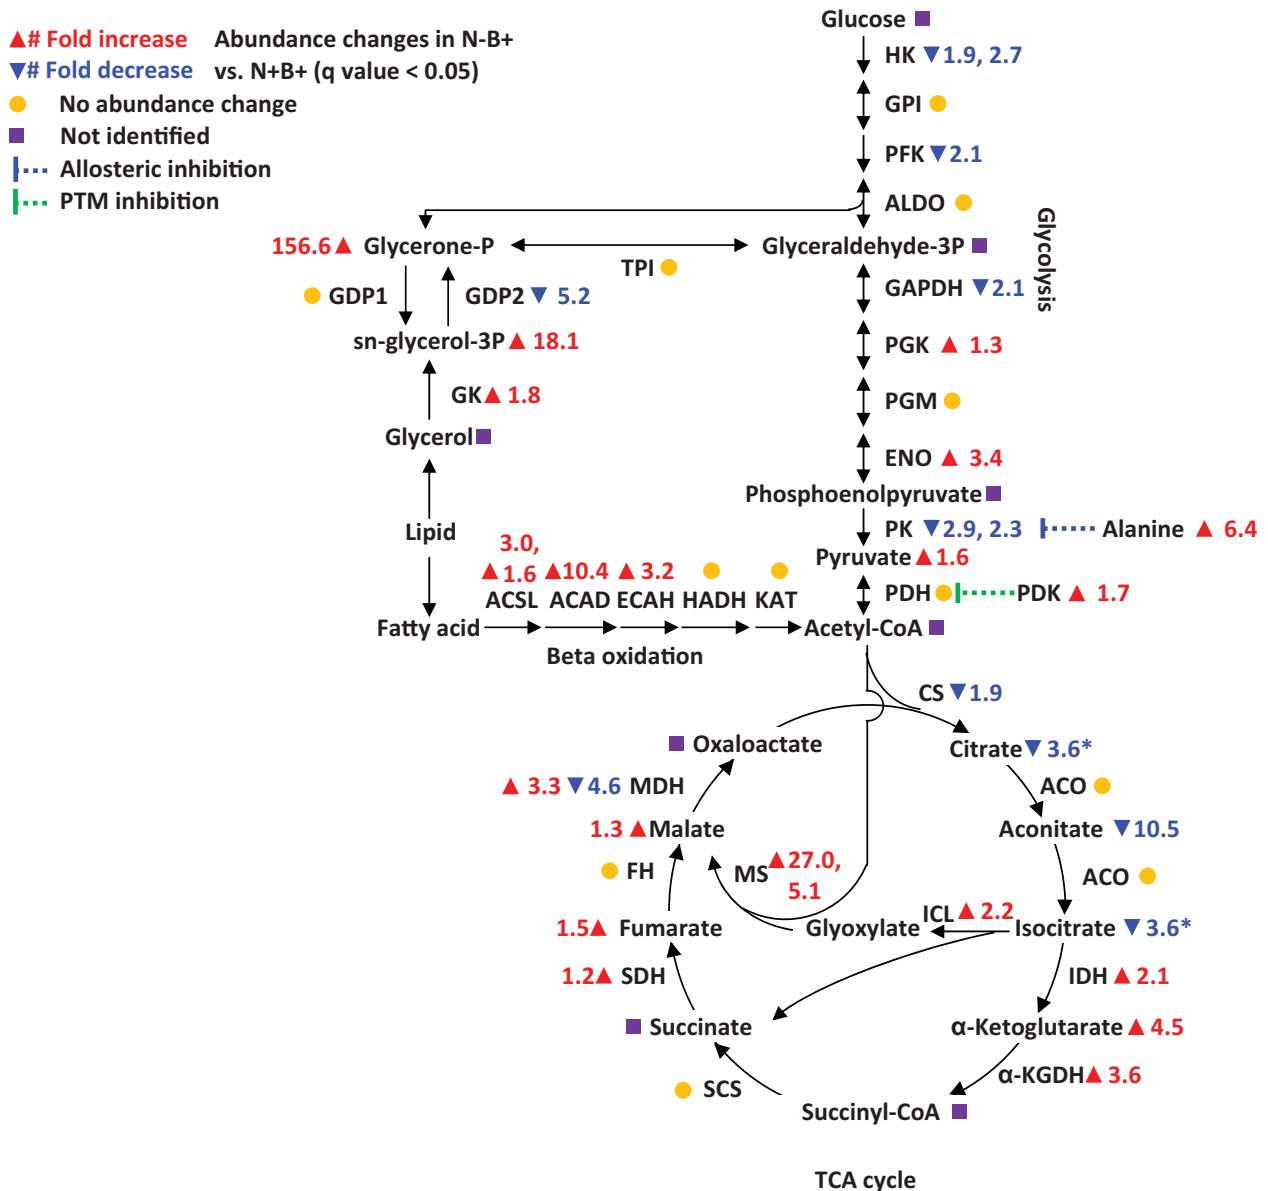 # Fold increase Abundance changes in N-B+
# Fold decrease vs. N+B+ (q value < 0.05)
No abundance change
Not identified
Allosteric inhibition
PTM inhibition
Glucose
HK 1.9, 2.7
GPI
PFK 2.1
ALDO
Glycolysis
156.6 Glycerone-P
Glyceraldehyde-3P
TPI
GDP1
GDP2 5.2
GAPDH 2.1
sn-glycerol-3P 18.1
PGK 1.3
GK 1.8
PGM
Glycerol
ENO 3.4
Phosphoenolpyruvate
Lipid
PK 2.9, 2.3
Alanine 6.4
Pyruvate 1.6
3.0,
1.6
10.4
3.2
ACSL ACAD ECAH HADH KAT
PDH
PDK 1.7
Fatty acid
Acetyl-CoA
Beta oxidation
CS 1.9
Oxaloactate
Citrate 3.6*
3.3 4.6 MDH
ACO
1.3 Malate
Aconitate 10.5
FH
MS 27.0,
5.1
ACO
1.5 Fumarate
Glyoxylate
ICL 2.2
Isocitrate 3.6*
1.2 SDH
IDH 2.1
Succinate
α-Ketoglutarate 4.5
α-KGDH 3.6
SCS
Succinyl-CoA
TCA cycle